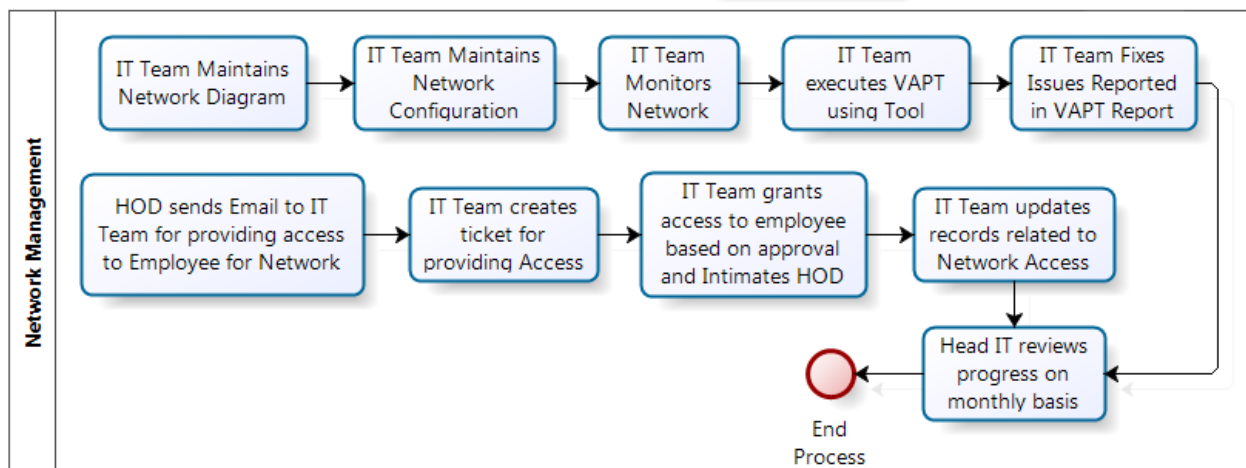 Network Management
IT Team Maintains
Network Diagram
IT Team Maintains
Network
Configuration
IT Team
Monitors
Network
IT Team
executes VAPT
using Tool
IT Team Fixes
Issues Reported
in VAPT Report
HOD sends Email to IT
Team for providing access
to Employee for Network
IT Team creates
ticket for
providing Access
IT Team grants
access to employee
based on approval
and Intimates HOD
IT Team updates
records related to
Network Access
Head IT reviews
progress on
monthly basis
End
Process